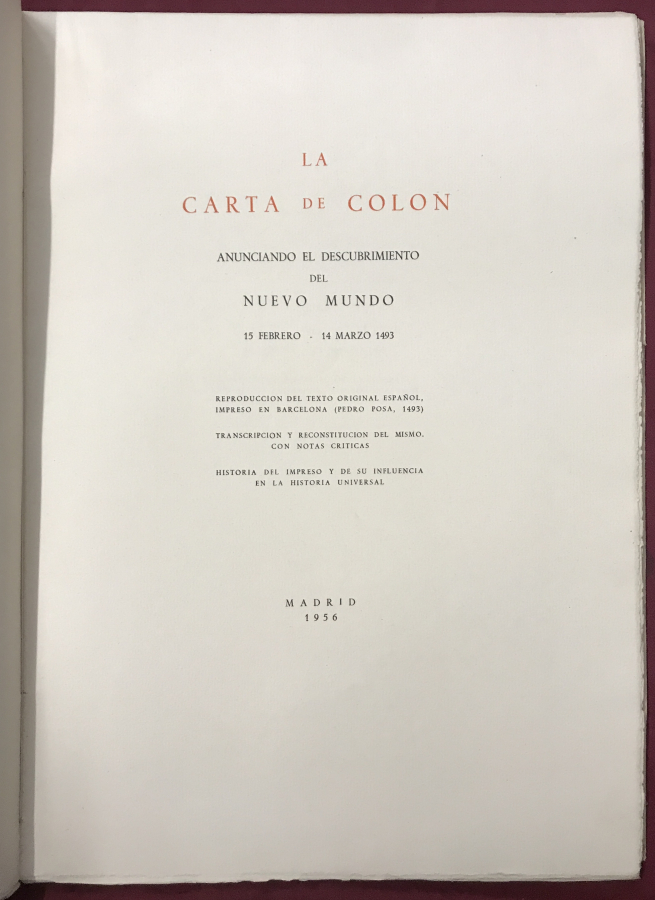 LA
CARTA DE COLON
ANUNCIANDO EL DESCUBRIMIENTO
DEL
NUEVO MUNDO
15 FEBRERO - 14 MARZO 1493
REPRODUCCION DEL TEXTO ORIGINAL ESPAÑOL,
IMPRESO EN BARCELONA (PEDRO POSA, 1493)
TRANSCRIPCION Y RECONSTITUCION DEL MISMO.
CON NOTAS CRITICAS
HISTORIA DEL IMPRESO Y DE SU INFLUENCIA
EN LA HISTORIA UNIVERSAL
MADRID
1956